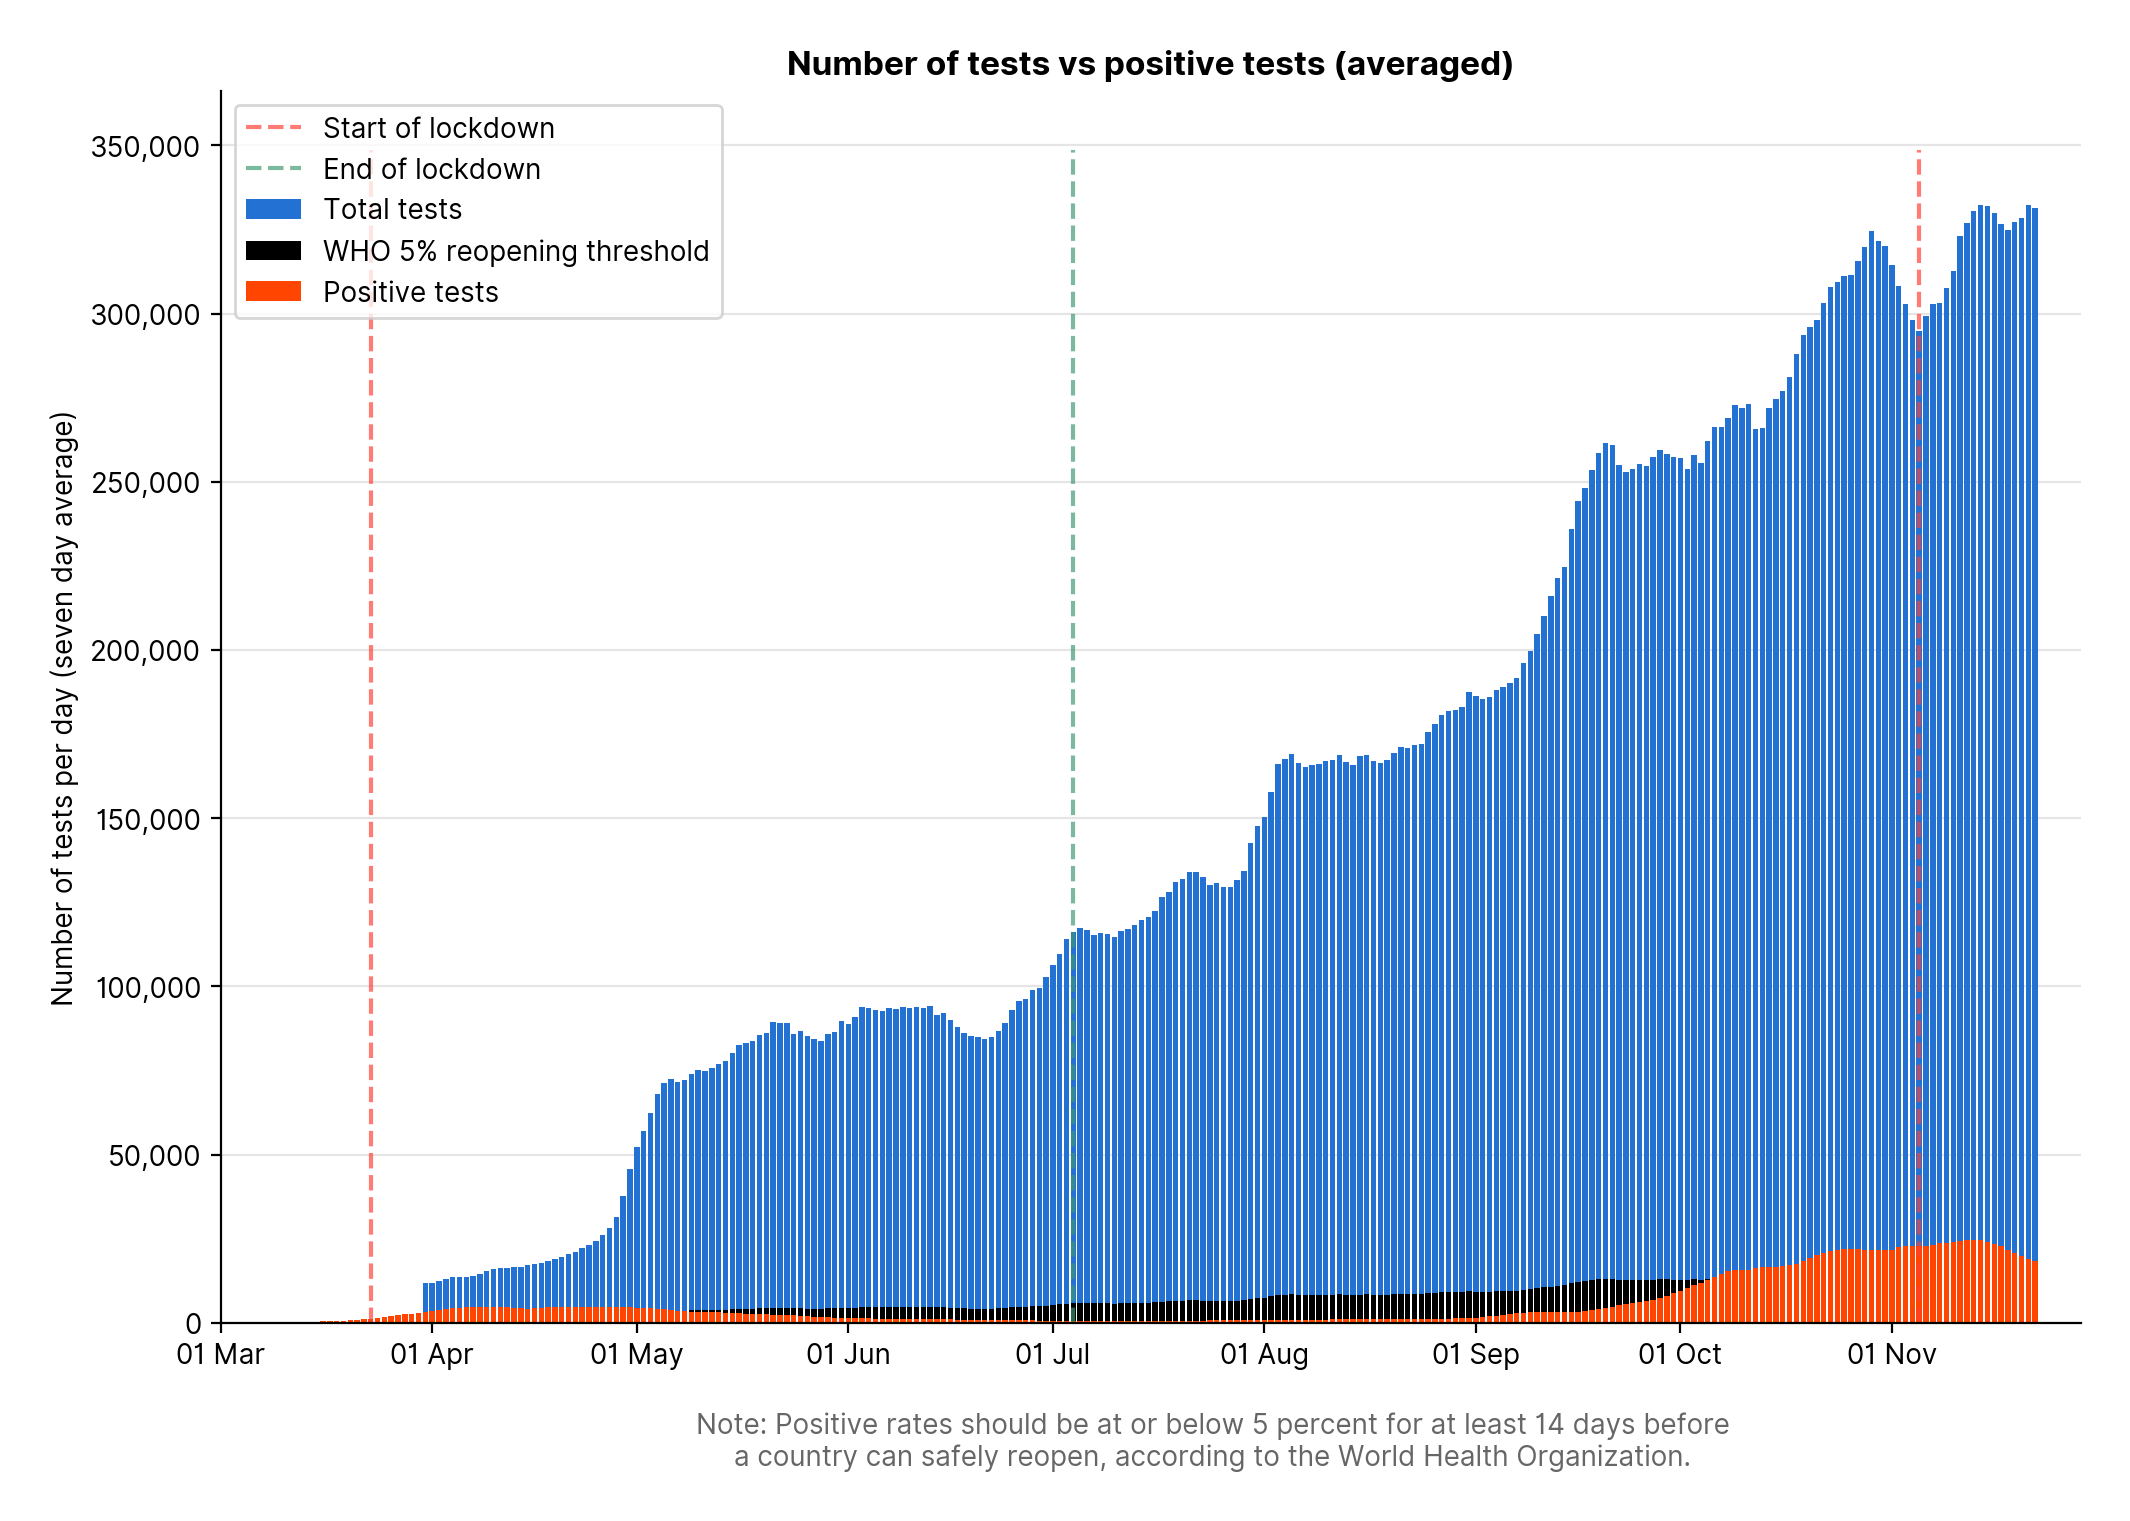 Number of tests vs positive tests (averaged)
Start of lockdown
End of lockdown
Total tests
WHO 5% reopening threshold
Positive tests
Number of tests per day (seven day average)
350,000
300,000
250,000
200,000
150,000
100,000
50,000
0
01 Mar
01 Apr
01 May
01 Jun
01 Jul
01 Aug
01 Sep
01 Oct
01 Nov
Note: Positive rates should be at or below 5 percent for at least 14 days before
a country can safely reopen, according to the World Health Organization.